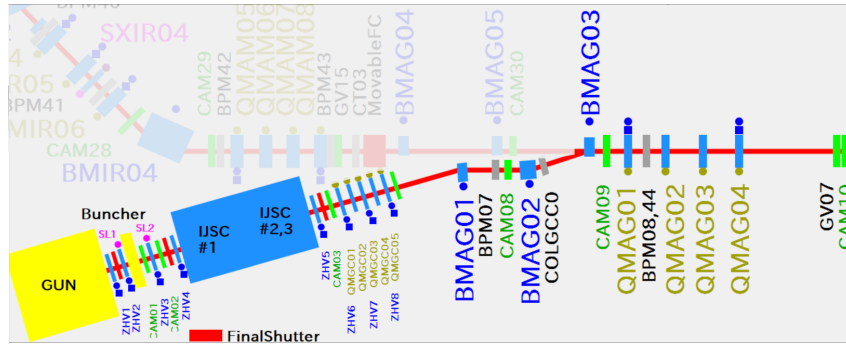 BPM40
SXIR04
MIR05
BPM41
MIR06
CAM28
BMIR04
CAM29
BPM42
QMAM05
QMAM06
QMAM07
QMAM08
BPM43
GV15
CT03
MovableFC
BMAG04
BMAG05
CAM30
BMAG03
Buncher
SL1
SL2
GUN
IJSC
#1
IJSC
#2,3
ZHV1
ZHV2
CAM01
ZHV3
CAM02
ZHV4
ZHV5
CAM03
QMGC01
ZHV6
QMGC02
QMGC03
ZHV7
QMGC04
QMGC05
ZHV8
BMAG01
BPM07
CAM08
BMAG02
COLGCC0
CAM09
QMAG01
BPM08,44
QMAG02
QMAG03
QMAG04
GV07
CAM10
FinalShutter